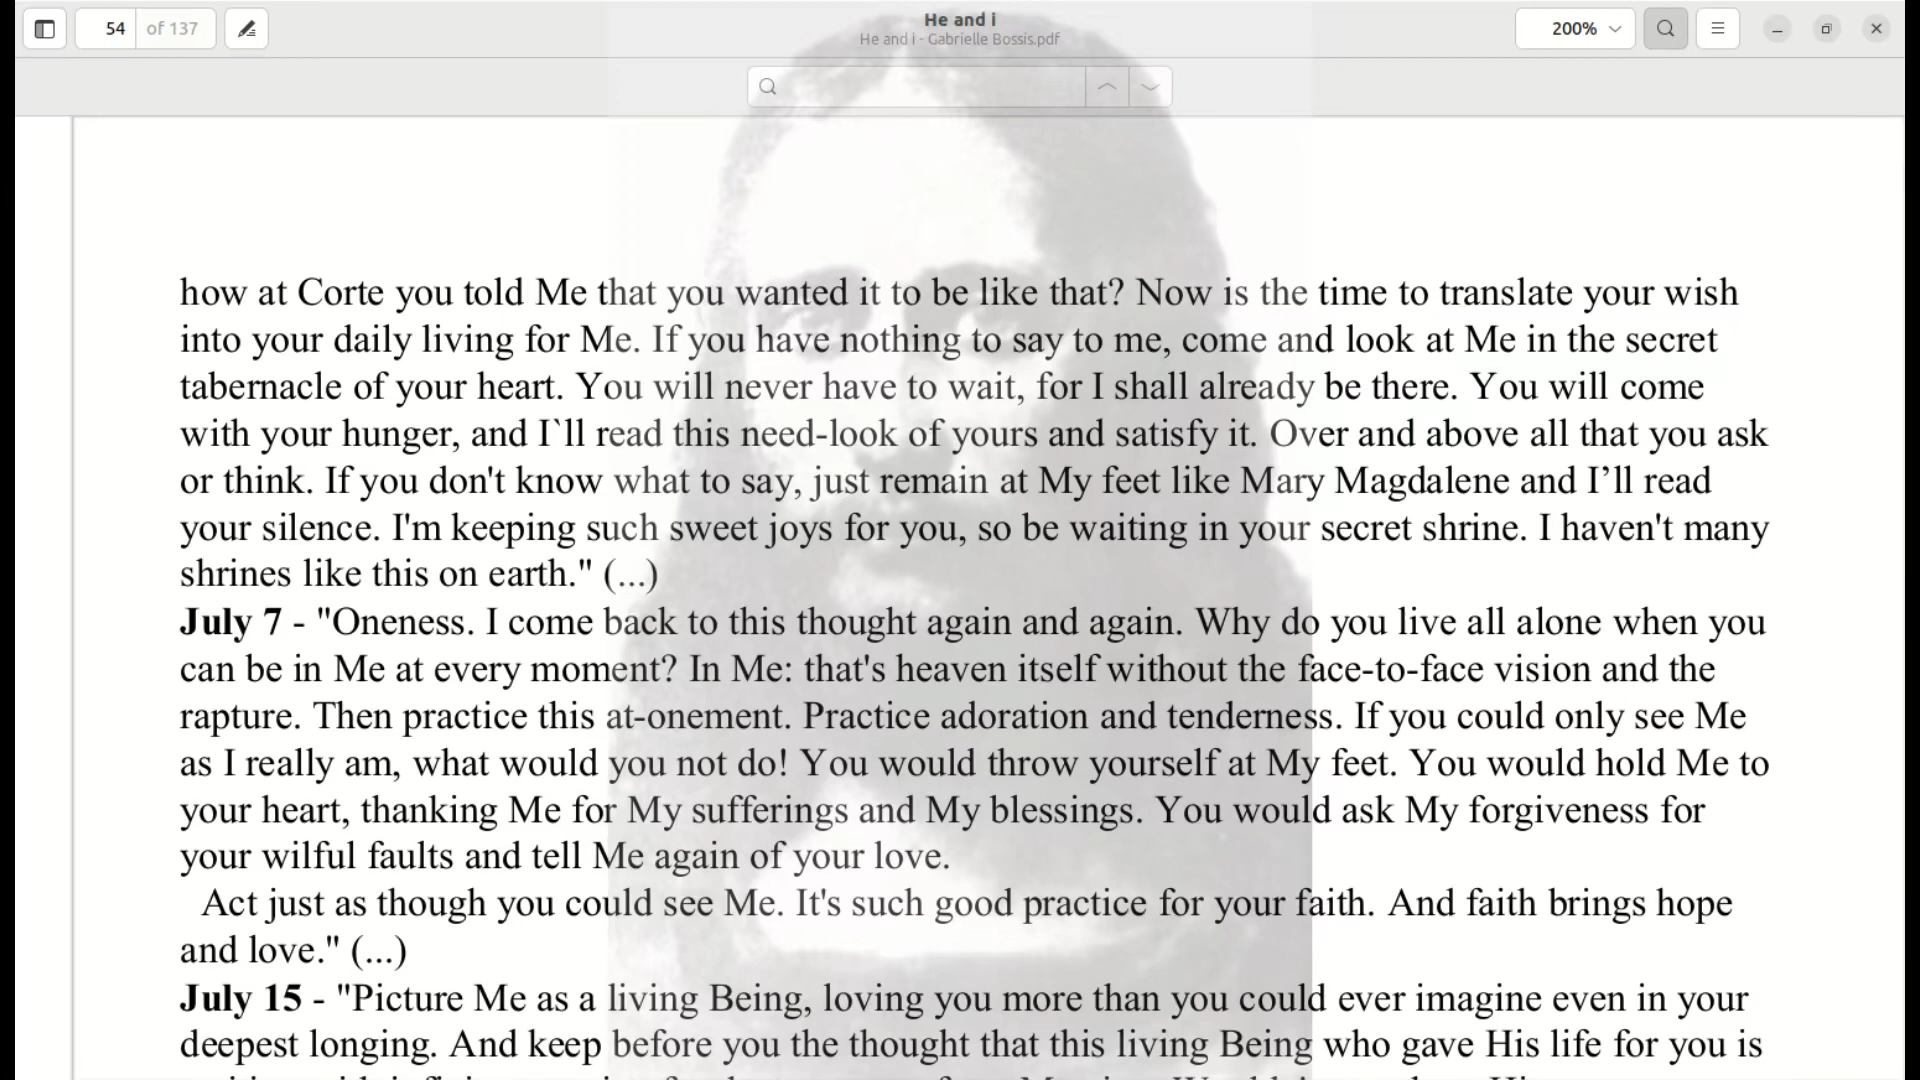 54 of 137
He and i
He and i - Gabrielle Bossis.pdf
200%
how at Corte you told Me that you wanted it to be like that? Now is the time to translate your wish
into your daily living for Me. If you have nothing to say to me, come and look at Me in the secret
tabernacle of your heart. You will never have to wait, for I shall already be there. You will come
with your hunger, and I`ll read this need-look of yours and satisfy it. Over and above all that you ask
or think. If you don't know what to say, just remain at My feet like Mary Magdalene and I’ll read
your silence. I'm keeping such sweet joys for you, so be waiting in your secret shrine. I haven't many
shrines like this on earth." (...)
July 7 - "Oneness. I come back to this thought again and again. Why do you live all alone when you
can be in Me at every moment? In Me: that's heaven itself without the face-to-face vision and the
rapture. Then practice this at-onement. Practice adoration and tenderness. If you could only see Me
as I really am, what would you not do! You would throw yourself at My feet. You would hold Me to
your heart, thanking Me for My sufferings and My blessings. You would ask My forgiveness for
your wilful faults and tell Me again of your love.
Act just as though you could see Me. It's such good practice for your faith. And faith brings hope
and love." (...)
July 15 - "Picture Me as a living Being, loving you more than you could ever imagine even in your
deepest longing. And keep before you the thought that this living Being who gave His life for you is